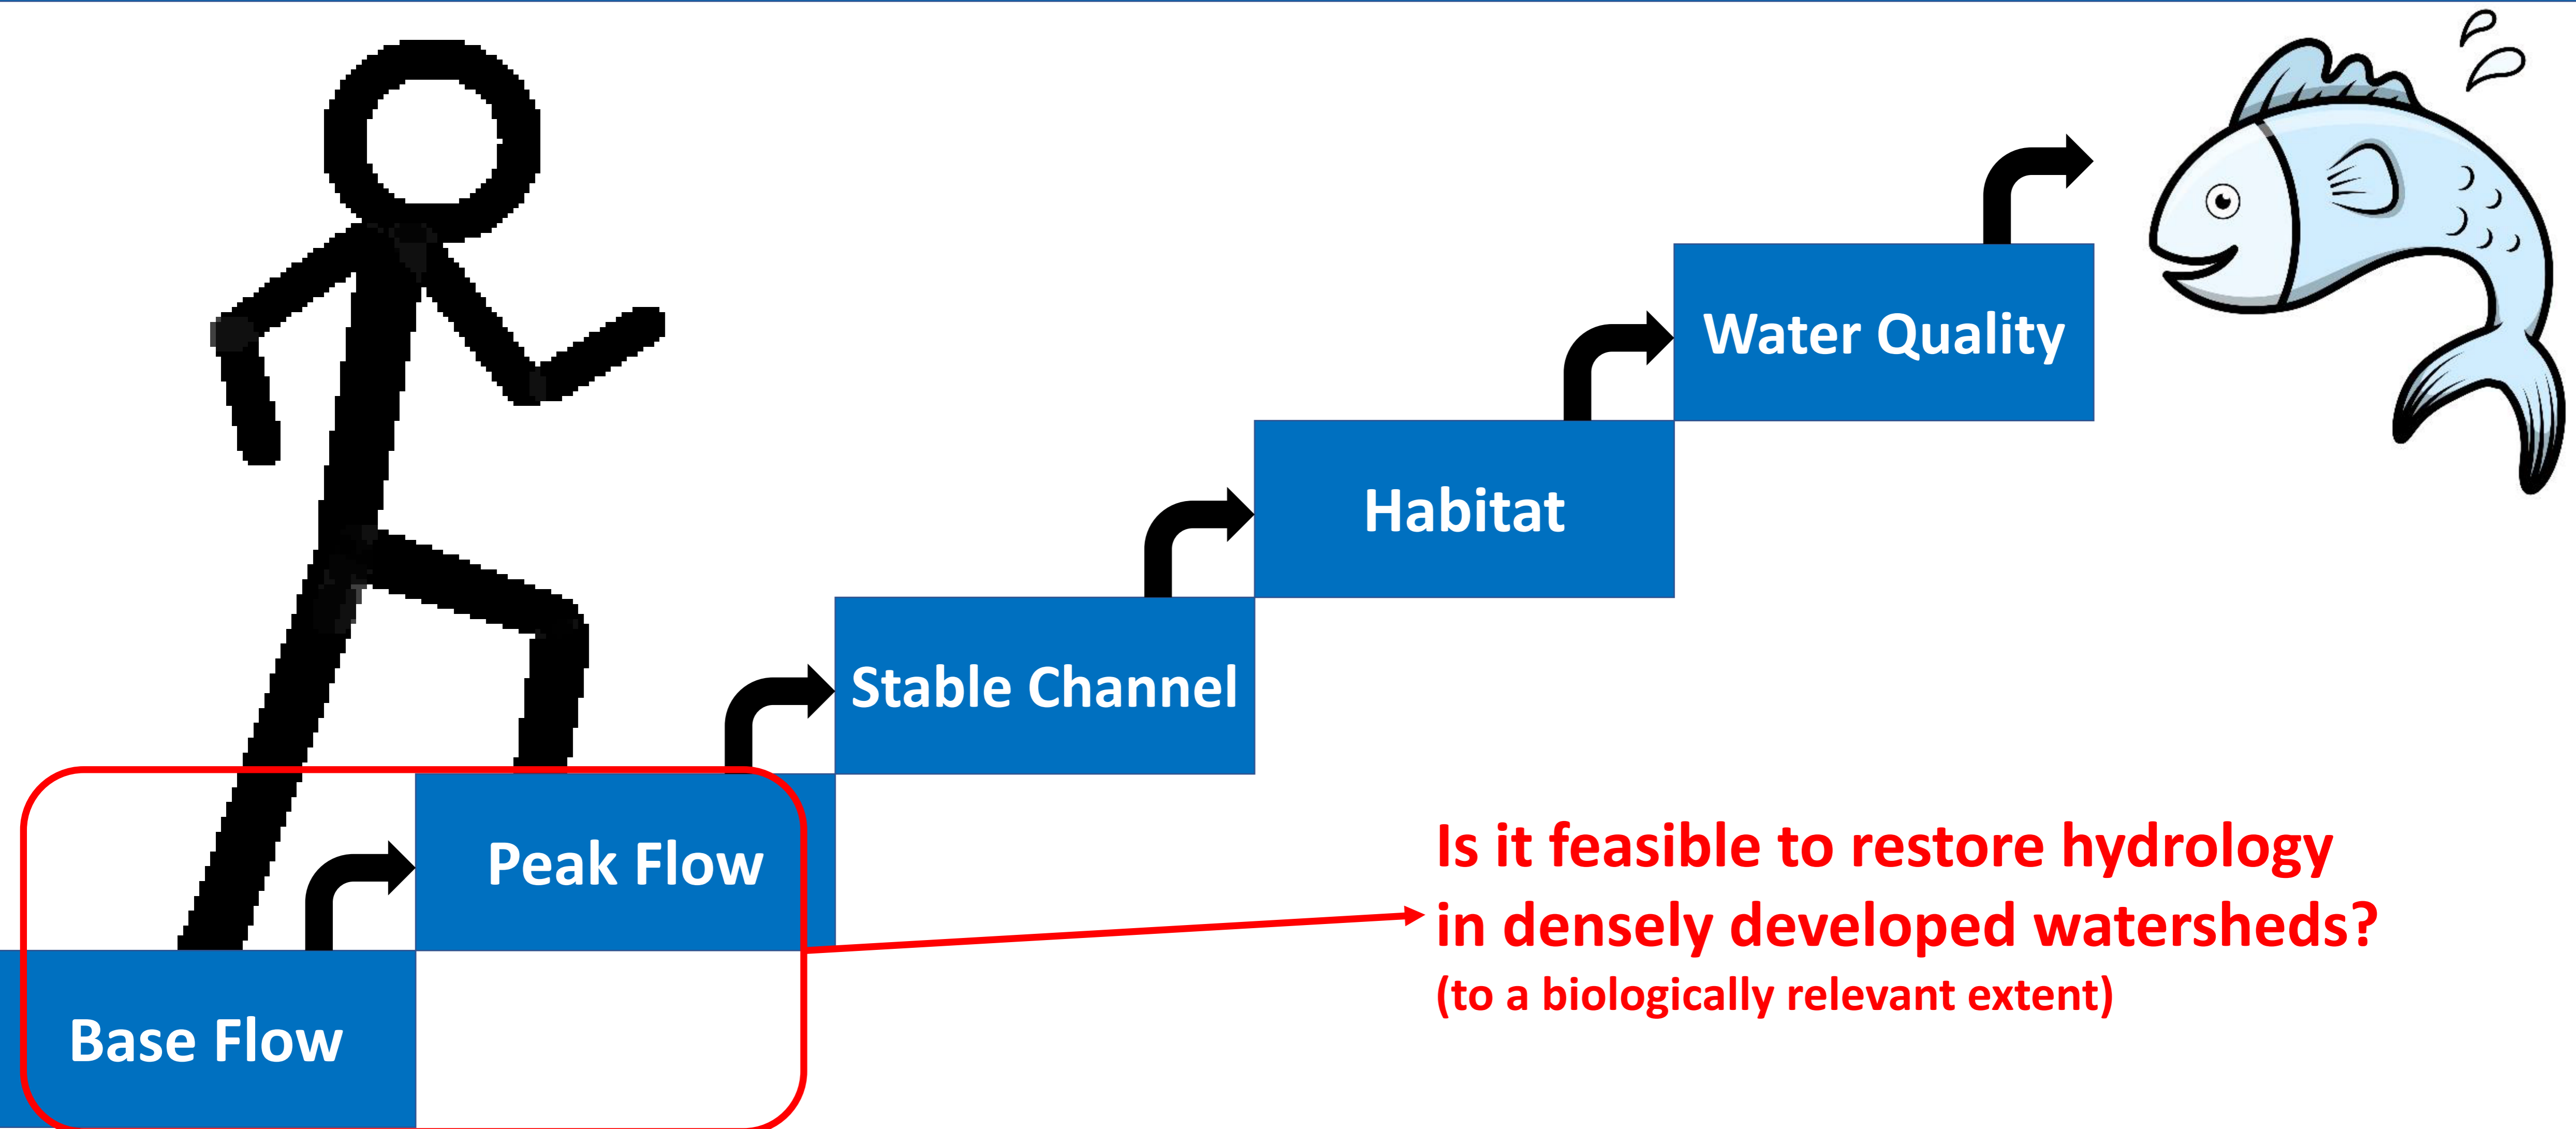 Water Quality
Habitat
Stable Channel
Peak Flow
Base Flow
Is it feasible to restore hydrology
in densely developed watersheds?
(to a biologically relevant extent)